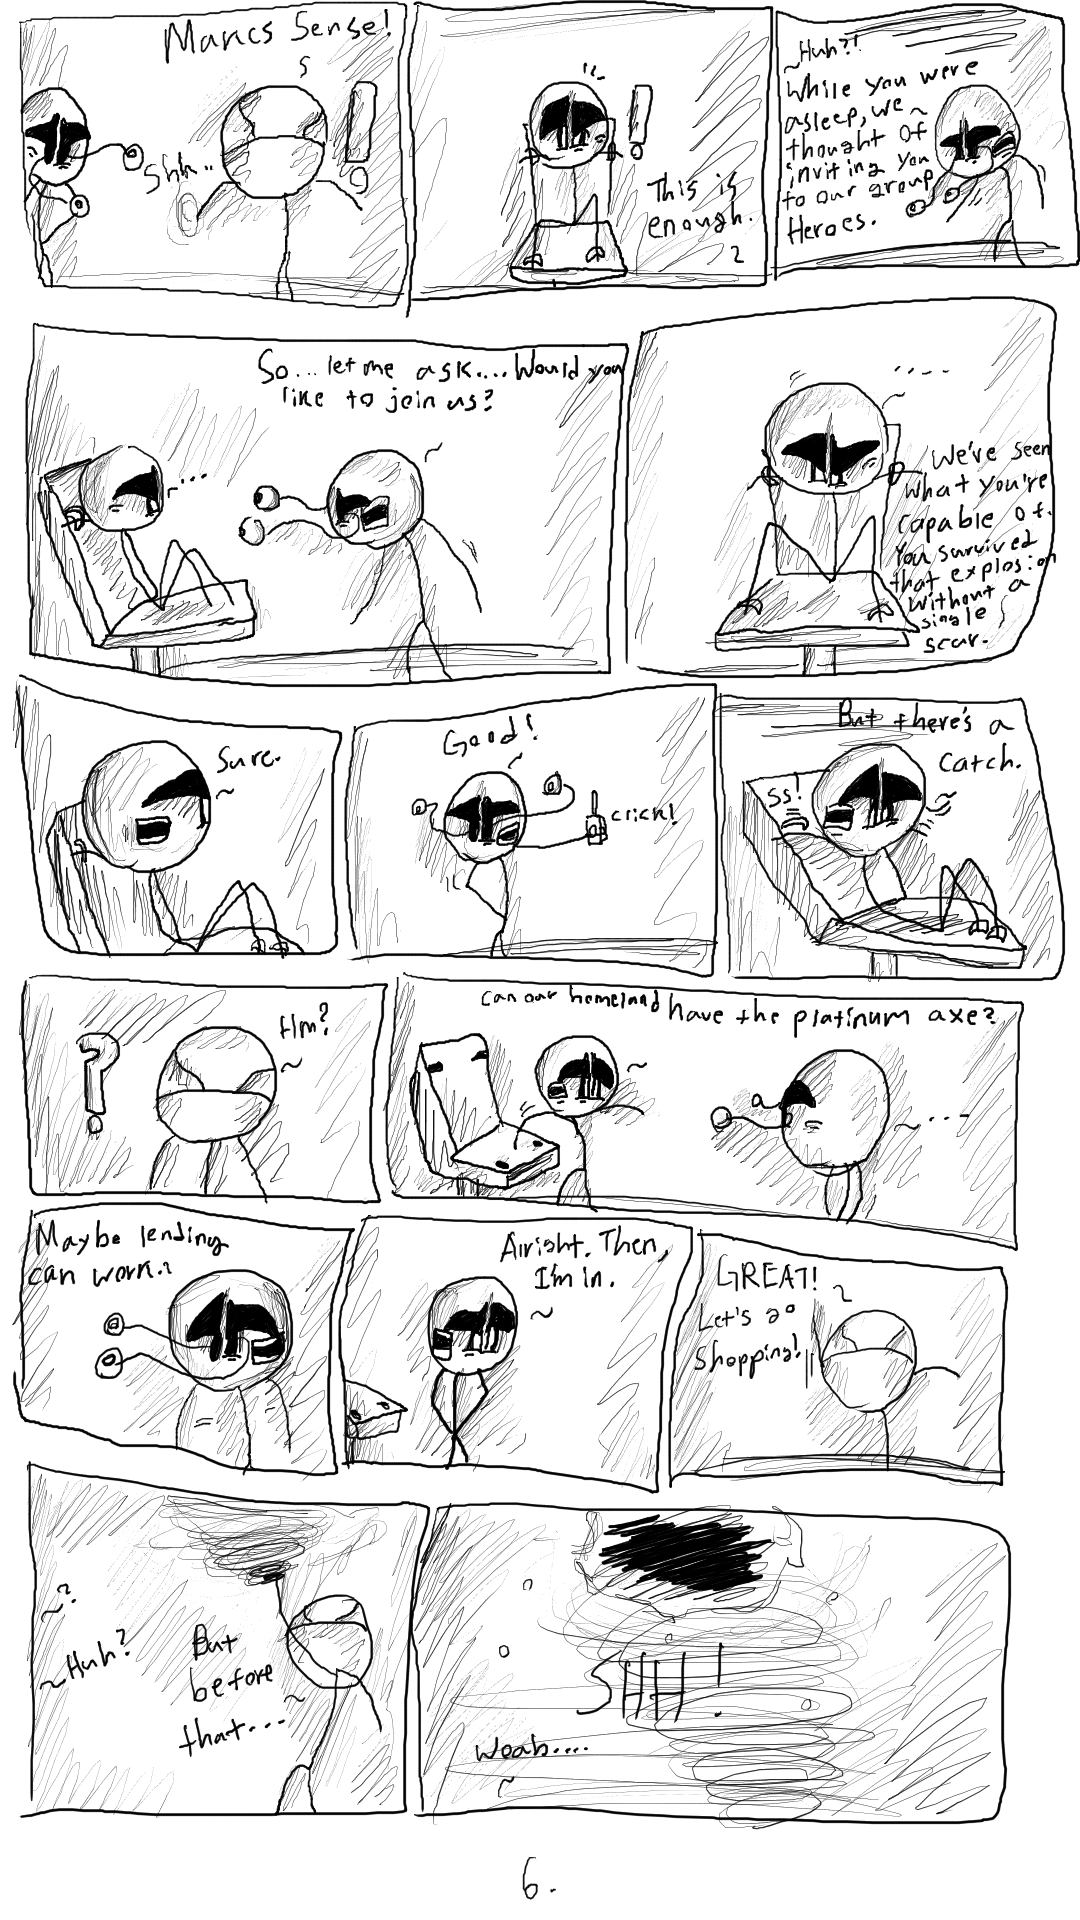 Mancs Sense!
Shh..
This is
enough.
~Huh?!
While you were
asleep, we
thought of
inviting you
to our group
Heroes.
So... let me ask.... Would you
like to join us?
...
....
We've seen
what you're
capable of.
You survived
that explosion
without a
single
scar.
Sure.
Good!
click!
But there's a
catch.
ss!
?
Hm?
can our homeland have the platinum axe?
...
Maybe lending
can work.
Alright. Then,
I'm in.
GREAT!
Let's go
shopping!
~?
~Huh?
But
before
that...
SHH!
Woah....
6.